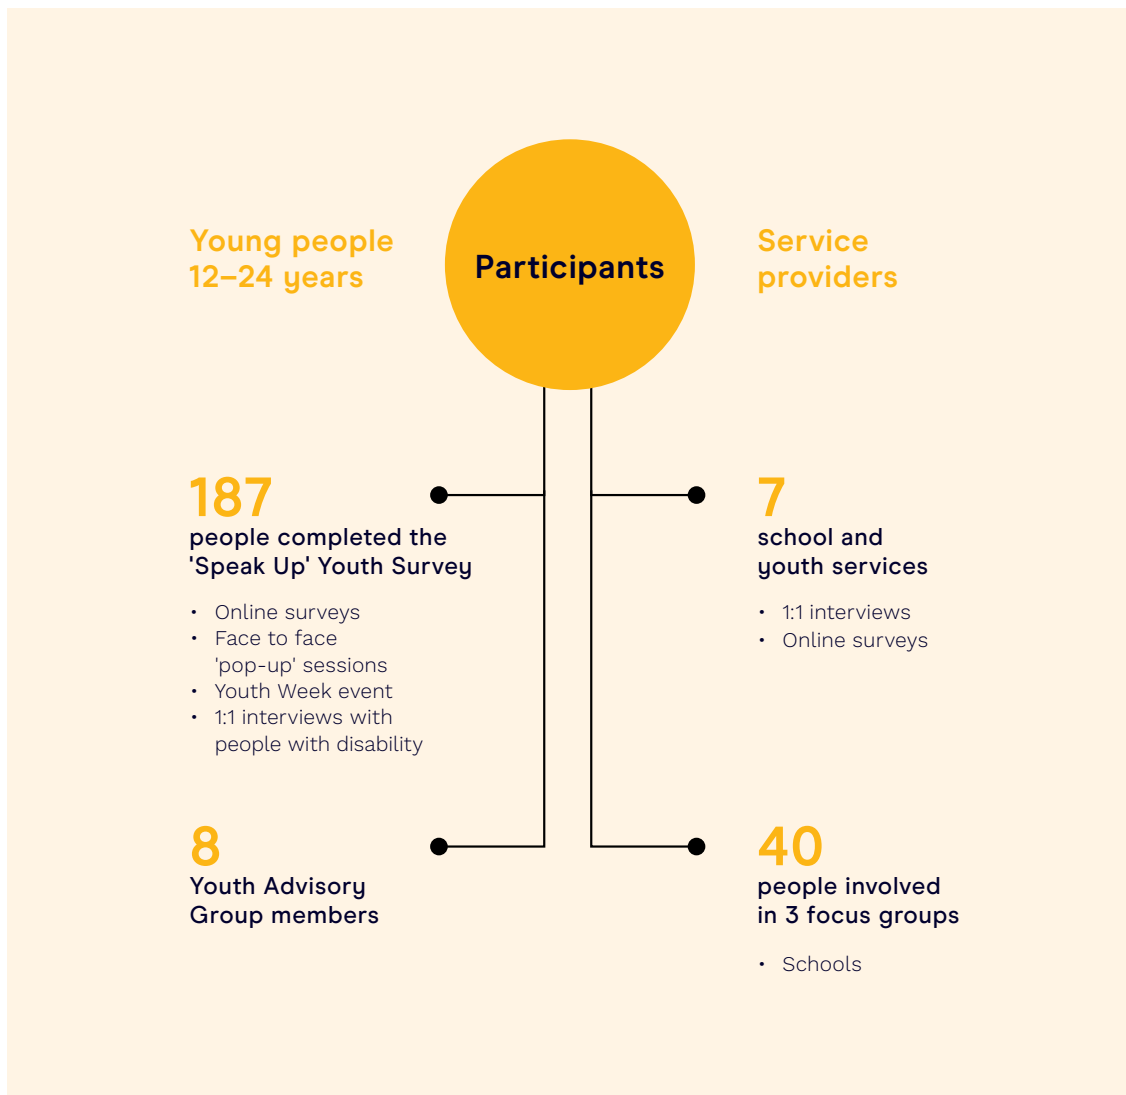 Participants
Young people
12–24 years
187
people completed the
'Speak Up' Youth Survey
• Online surveys
• Face to face
'pop-up' sessions
• Youth Week event
• 1:1 interviews with
people with disability
8
Youth Advisory
Group members
Service
providers
7
school and
youth services
• 1:1 interviews
• Online surveys
40
people involved
in 3 focus groups
• Schools